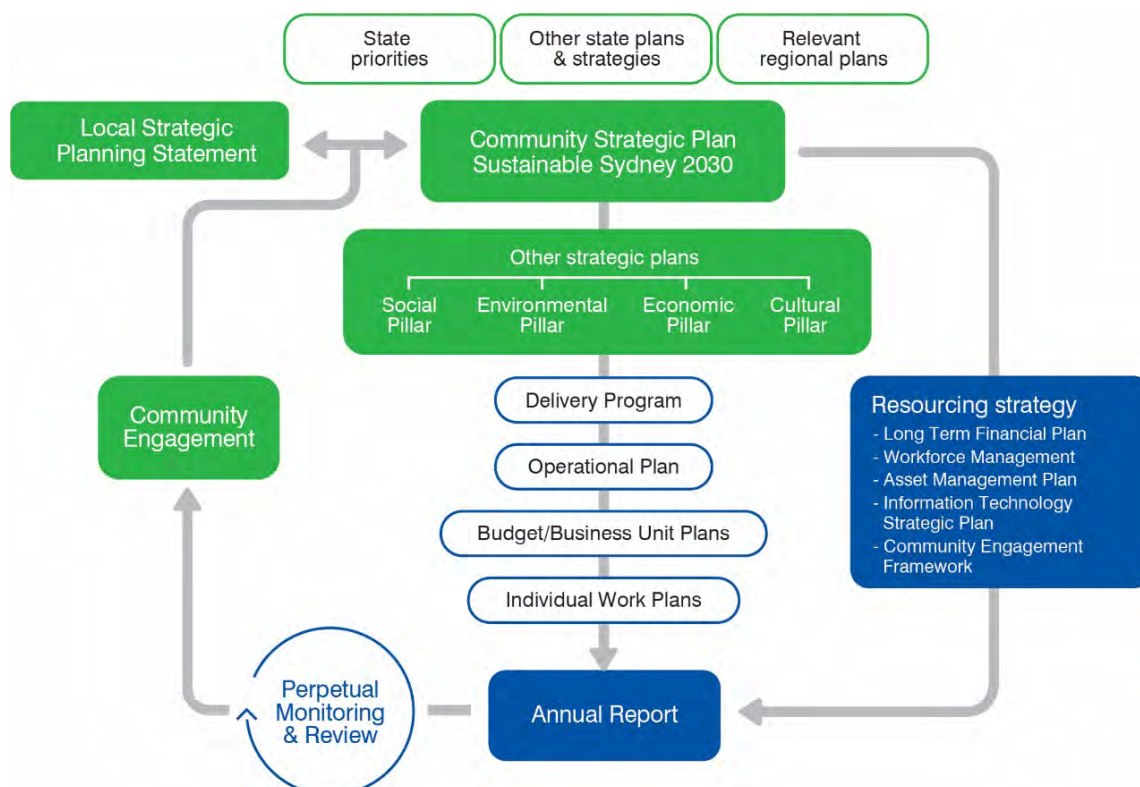 State
priorities
Other state plans
& strategies
Relevant
regional plans
Local Strategic
Planning Statement
Community Strategic Plan
Sustainable Sydney 2030
Other strategic plans
Social
Pillar
Environmental
Pillar
Economic
Pillar
Cultural
Pillar
Community
Engagement
Delivery Program
Operational Plan
Budget/Business Unit Plans
Individual Work Plans
Resourcing strategy
- Long Term Financial Plan
- Workforce Management
- Asset Management Plan
- Information Technology
Strategic Plan
- Community Engagement
Framework
Perpetual
Monitoring
& Review
Annual Report